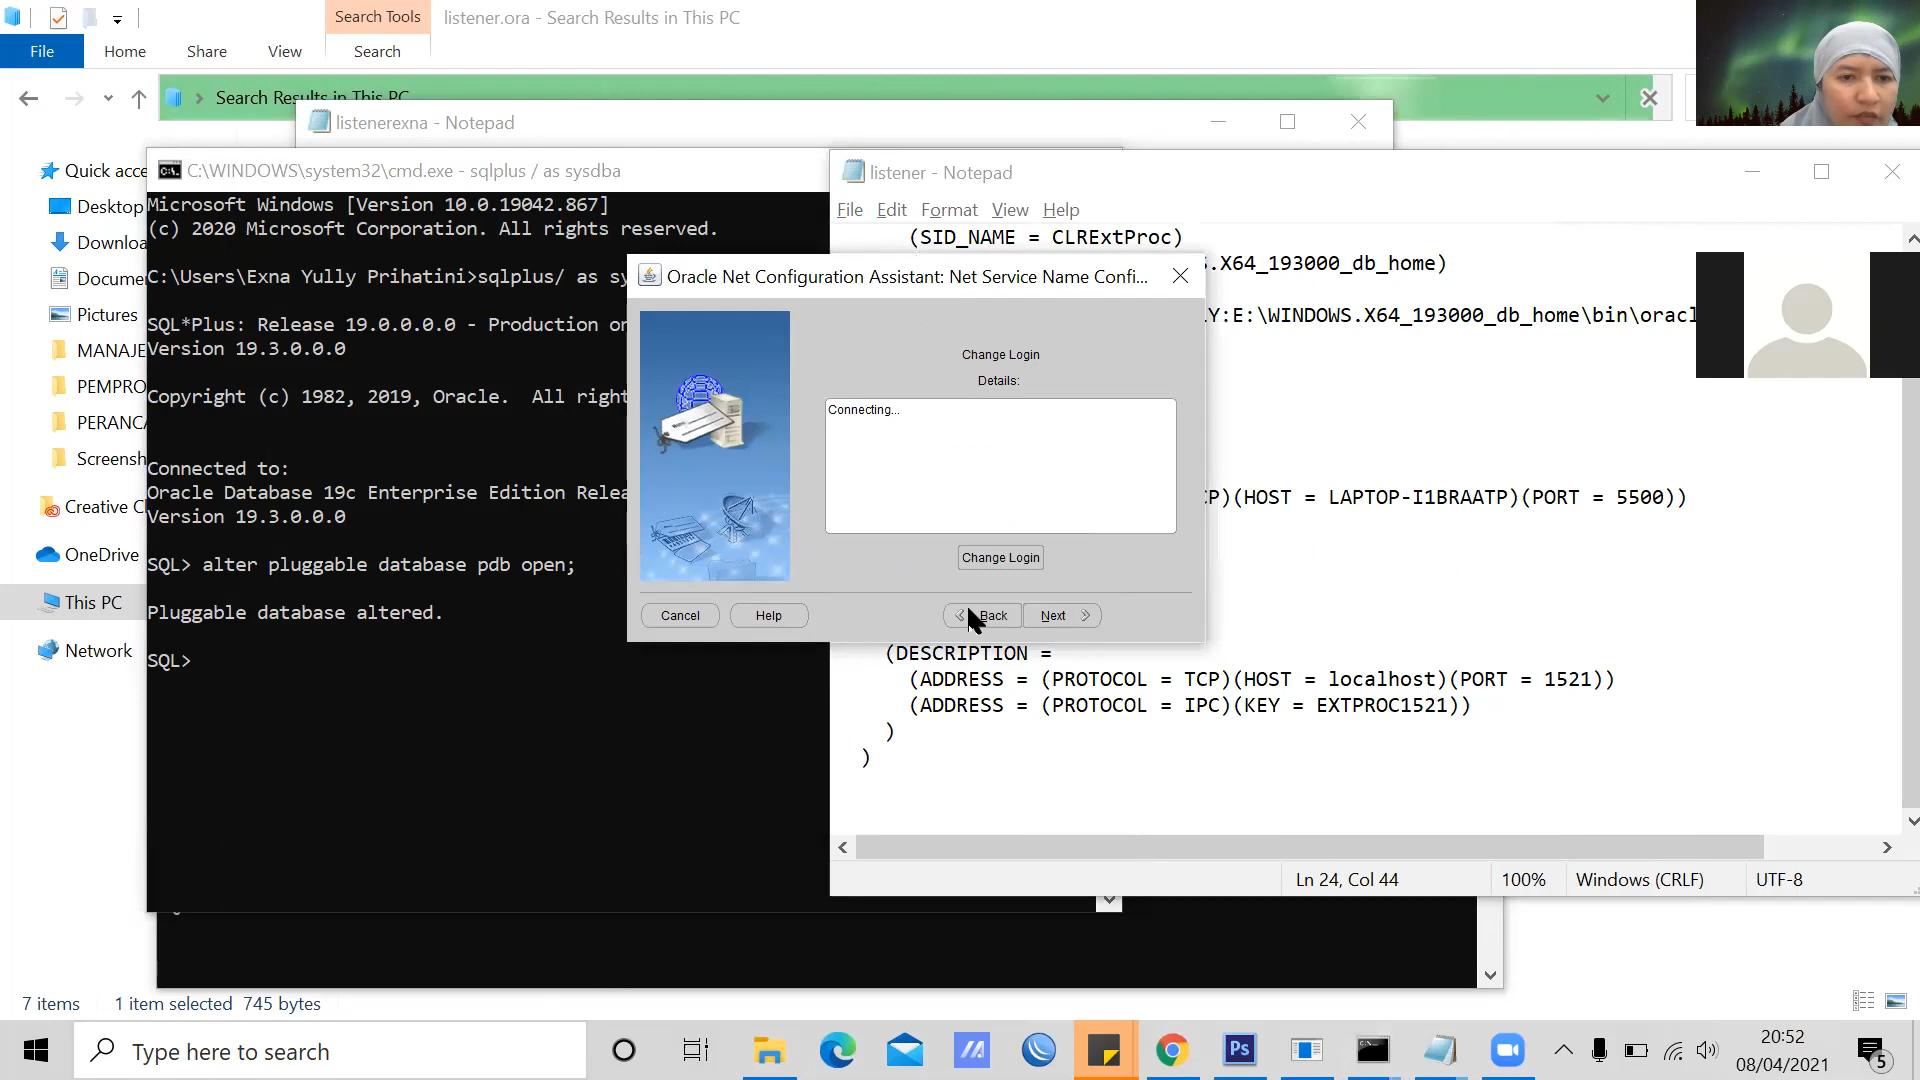 Search Tools
listener.ora - Search Results in This PC
File
Home
Share
View
Search
Search Results in This PC
listenerexna - Notepad
Quick acce
Desktop
Downloa
Docume
Pictures
MANAJE
PEMPRO
PERANCA
Screensh
Creative C
OneDrive
This PC
Network
C:\WINDOWS\system32\cmd.exe - sqlplus / as sysdba
Microsoft Windows [Version 10.0.19042.867]
(c) 2020 Microsoft Corporation. All rights reserved.
C:\Users\Exna Yully Prihatini>sqlplus/ as sy
SQL*Plus: Release 19.0.0.0.0 - Production on
Version 19.3.0.0.0
Copyright (c) 1982, 2019, Oracle.  All right
Connected to:
Oracle Database 19c Enterprise Edition Relea
Version 19.3.0.0.0
SQL> alter pluggable database pdb open;
Pluggable database altered.
SQL>
listener - Notepad
File
Edit
Format
View
Help
(SID_NAME = CLRExtProc)
.X64_193000_db_home)
Y:E:\WINDOWS.X64_193000_db_home\bin\oracl
CP)(HOST = LAPTOP-I1BRAATP)(PORT = 5500))
(DESCRIPTION =
(ADDRESS = (PROTOCOL = TCP)(HOST = localhost)(PORT = 1521))
(ADDRESS = (PROTOCOL = IPC)(KEY = EXTPROC1521))
)
)
Ln 24, Col 44
100%
Windows (CRLF)
UTF-8
Oracle Net Configuration Assistant: Net Service Name Confi...
Change Login
Details:
Connecting...
Change Login
Cancel
Help
Back
Next
7 items
1 item selected
745 bytes
Type here to search
Ps
20:52
08/04/2021
5